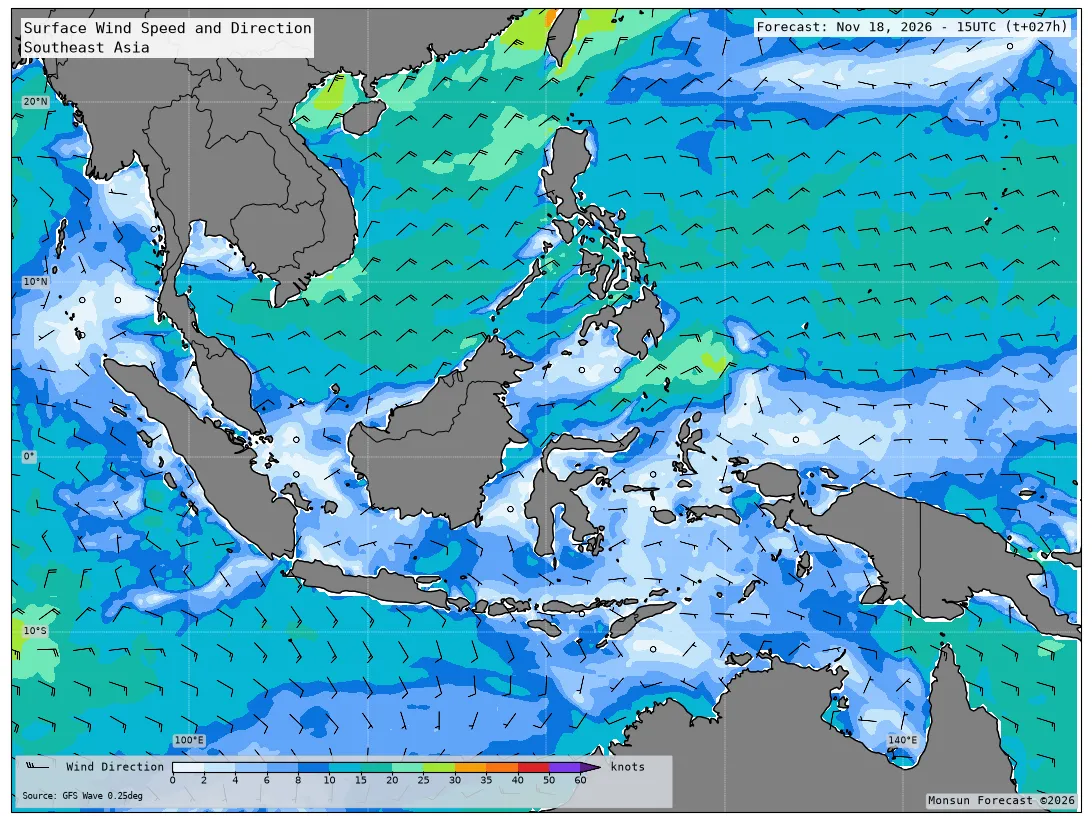 Surface Wind Speed and Direction
Southeast Asia
Forecast: Nov 18, 2026 - 15UTC (t+027h)
20°N
10°N
0°
10°S
100°E
140°E
Wind Direction
0 2 4 6 8 10 15 20 25 30 35 40 50 60
knots
Source: GFS Wave 0.25deg
Monsun Forecast ©2026